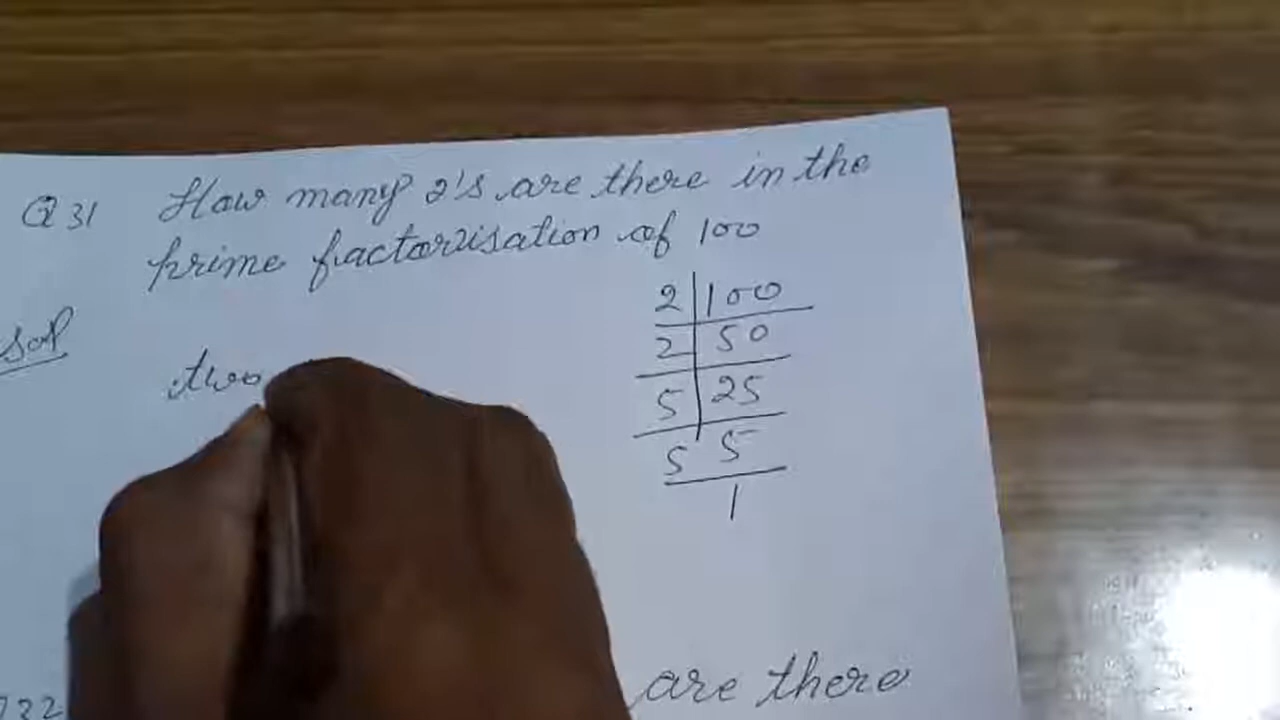 Q 31 How many 2's are there in the
prime factorisation of 100
sol
two
2 | 100
2 | 50
5 | 25
5 5
1
are there